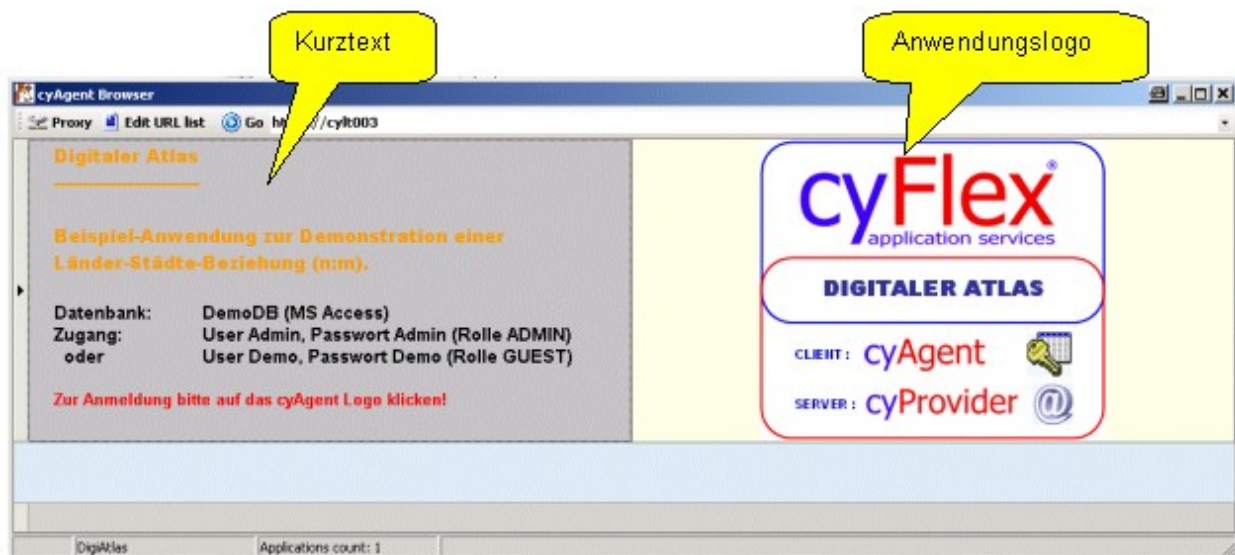 Kurztext
Anwendungslogo
cyAgent Browser
Proxy Edit URL list Go //cylt003
Digitaler Atlas
Beispiel-Anwendung zur Demonstration einer
Länder-Städte-Beziehung (n:m).
Datenbank: DemoDB (MS Access)
Zugang: User Admin, Passwort Admin (Rolle ADMIN)
oder User Demo, Passwort Demo (Rolle GUEST)
Zur Anmeldung bitte auf das cyAgent Logo klicken!
cyFlex®
application services
DIGITALER ATLAS
CLIENT: cyAgent
SERVER: cyProvider @
DigiAtlas Applications count: 1